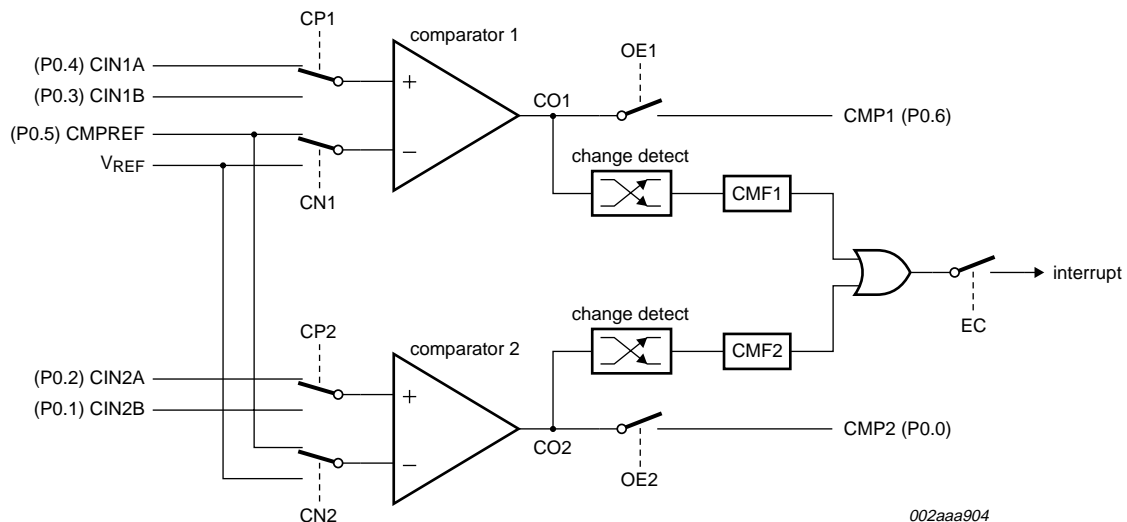 CP1
comparator 1
OE1
(P0.4) CIN1A
(P0.3) CIN1B
+
CO1
CMP1 (P0.6)
(P0.5) CMPREF
VREF
−
change detect
CN1
CMF1
interrupt
EC
CP2
comparator 2
change detect
CMF2
(P0.2) CIN2A
(P0.1) CIN2B
+
CO2
CMP2 (P0.0)
−
OE2
CN2
002aaa904